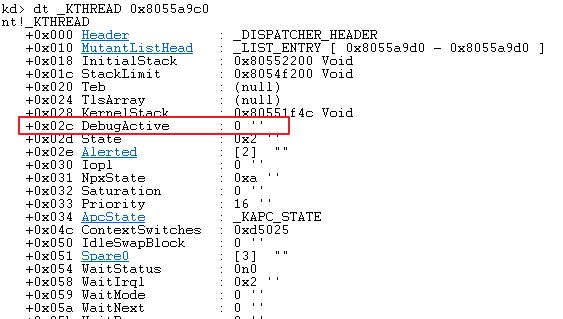 kd> dt _KTHREAD 0x8055a9c0
nt!_KTHREAD
+0x000 Header : _DISPATCHER_HEADER
+0x010 MutantListHead : _LIST_ENTRY [ 0x8055a9d0 - 0x8055a9d0 ]
+0x018 InitialStack : 0x80552200 Void
+0x01c StackLimit : 0x8054f200 Void
+0x020 Teb : (null)
+0x024 TlsArray : (null)
+0x028 KernelStack : 0x80551f4c Void
+0x02c DebugActive : 0 ''
+0x02d State : 0x2 ''
+0x02e Alerted : [2] ""
+0x030 Iopl : 0 ''
+0x031 NpxState : 0xa ''
+0x032 Saturation : 0 ''
+0x033 Priority : 16 ''
+0x034 ApcState : _KAPC_STATE
+0x04c ContextSwitches : 0xd5025
+0x050 IdleSwapBlock : 0 ''
+0x051 Spare0 : [3] ""
+0x054 WaitStatus : 0n0
+0x058 WaitIrql : 0x2 ''
+0x059 WaitMode : 0 ''
+0x05a WaitNext : 0 ''